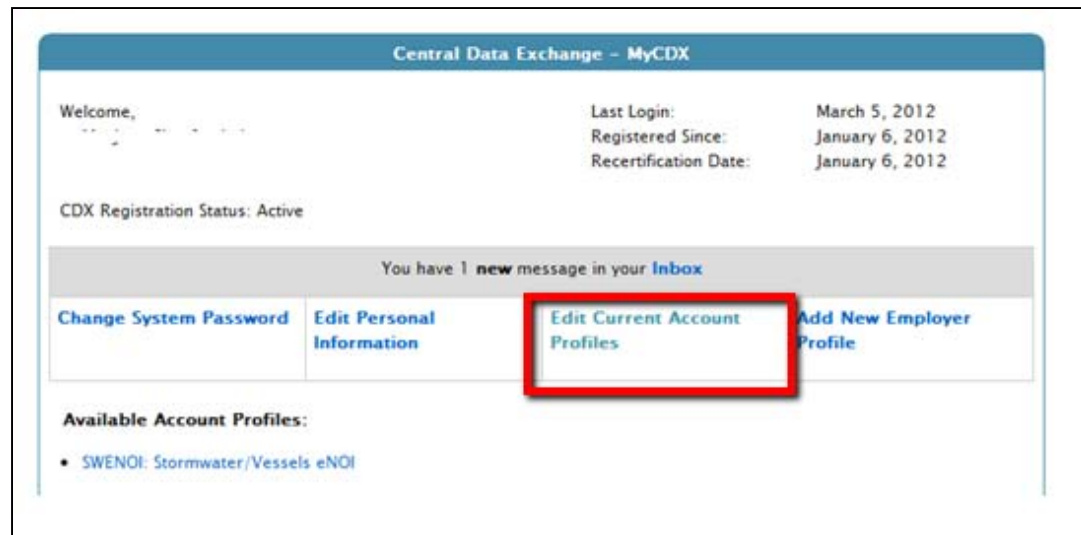 Central Data Exchange - MyCDX
Welcome,
Last Login: March 5, 2012
Registered Since: January 6, 2012
Recertification Date: January 6, 2012
CDX Registration Status: Active
You have 1 new message in your Inbox
Change System Password
Edit Personal
Information
Edit Current Account
Profiles
Add New Employer
Profile
Available Account Profiles:
• SWENOI: Stormwater/Vessels eNOI